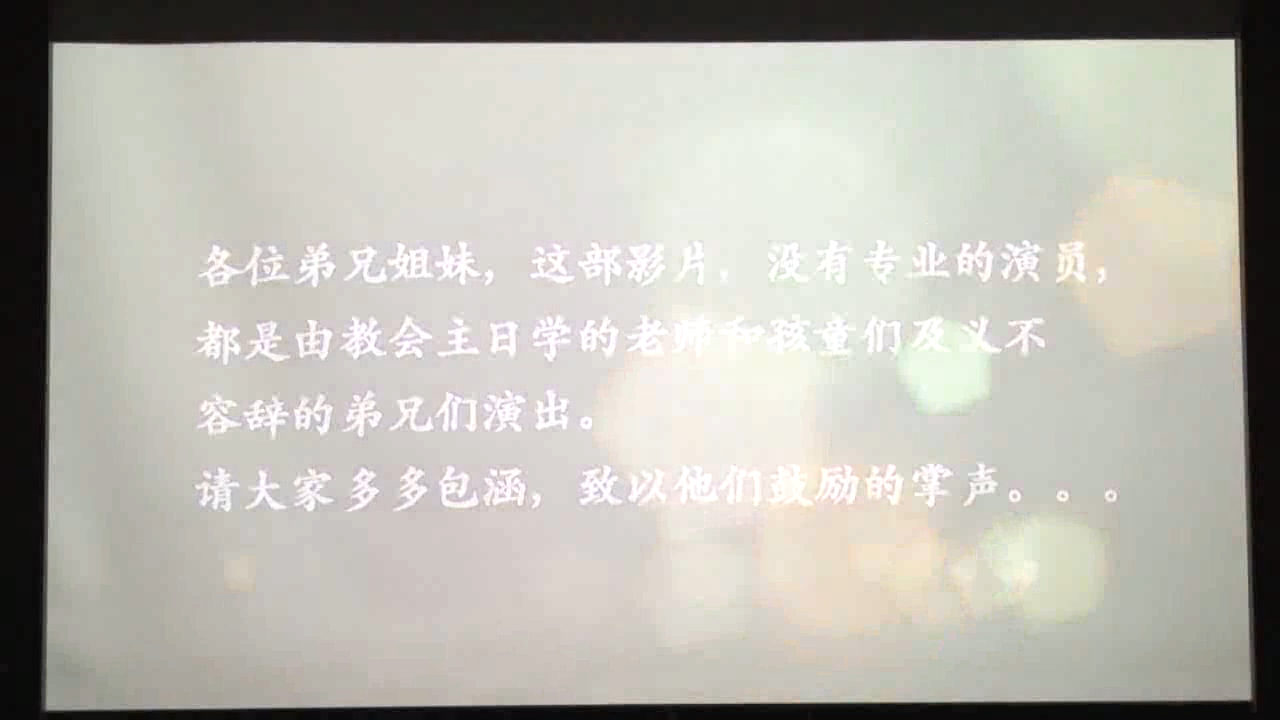 各位弟兄姐妹，这部影片，没有专业的演员，
都是由教会主日学的老师和孩童们及义不
容辞的弟兄们演出。
请大家多多包涵，致以他们鼓励的掌声。。。